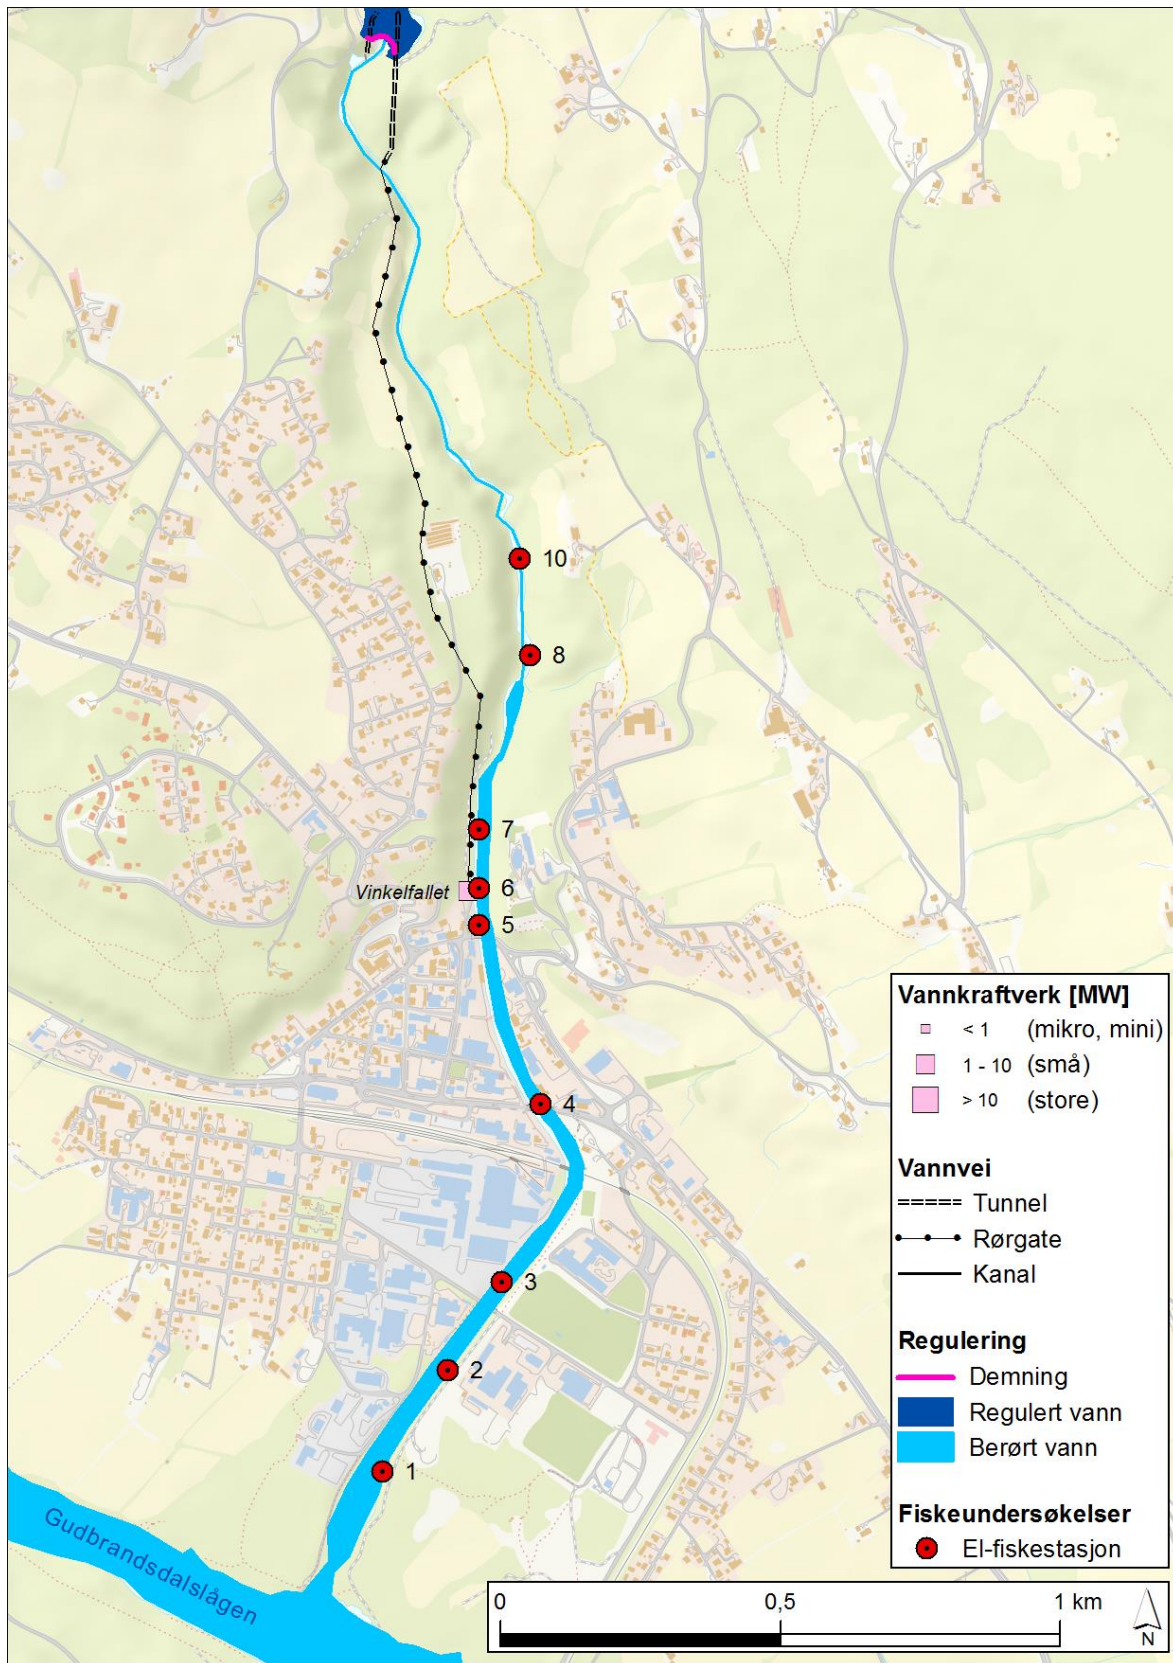 10
8
7
Vinkelfallet
6
5
4
3
2
1
Gudbrandsdalslågen
Vannkraftverk [MW]
< 1 (mikro, mini)
1 - 10 (små)
> 10 (store)
Vannvei
Tunnel
Rørgate
Kanal
Regulering
Demning
Regulert vann
Berørt vann
Fiskeundersøkelser
El-fiskestasjon
0 0,5 1 km
N